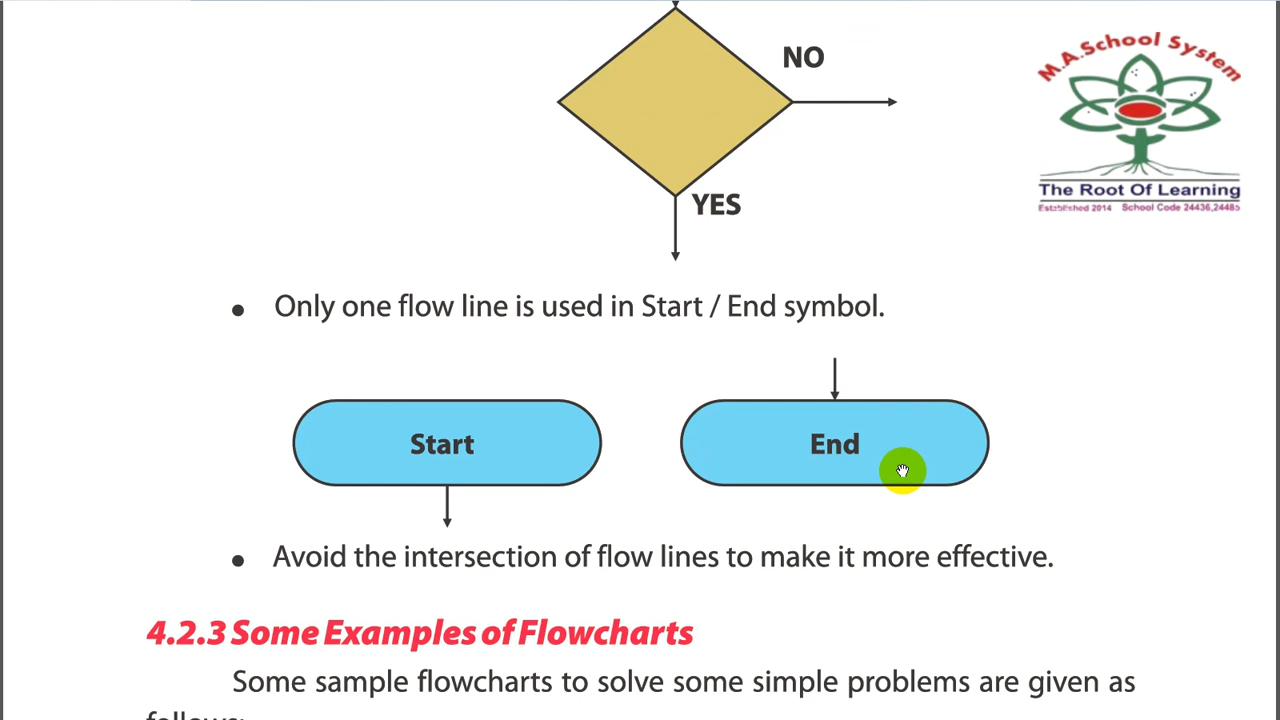 NO
M.A.School System
The Root Of Learning
Established 2014 School Code 24436,24485
YES
• Only one flow line is used in Start / End symbol.
Start
End
• Avoid the intersection of flow lines to make it more effective.
4.2.3 Some Examples of Flowcharts
Some sample flowcharts to solve some simple problems are given as
follows: